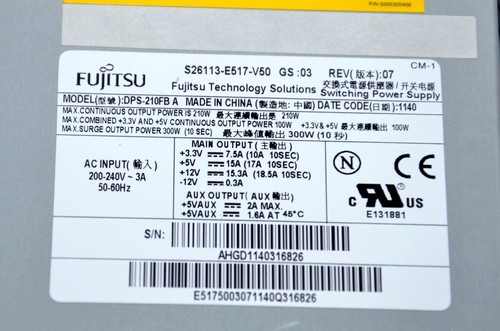 P/N:3000300400
CM-1
FUJITSU
S26113-E517-V50 GS :03 REV(版本):07
Fujitsu Technology Solutions
交換式電源供應器 / 开关电源
Switching Power Supply
MODEL(型號):DPS-210FB A MADE IN CHINA (製造地: 中國) DATE CODE(日期):1140
MAX.CONTINUOUS OUTPUT POWER IS 210W 最大連續輸出是 210W
MAX.COMBINED +3.3V AND +5V CONTINUOUS OUTPUT POWER 100W +3.3V & +5V 最大連續輸出 100W
MAX.SURGE OUTPUT POWER 300W (10 SEC) 最大峰值輸出 300W (10 秒)
AC INPUT(輸入)
200-240V ~ 3A
50-60Hz
MAIN OUTPUT (主輸出)
+3.3V 7.5A (10A 10SEC)
+5V 15A (17A 10SEC)
+12V 15.3A (18.5A 10SEC)
-12V 0.3A
AUX OUTPUT( AUX 輸出)
+5VAUX 2A MAX.
+5VAUX 1.6A AT 45°C
N
CE
c RU US
E131881
S/N:
AHGD1140316826
E5175003071140Q316826